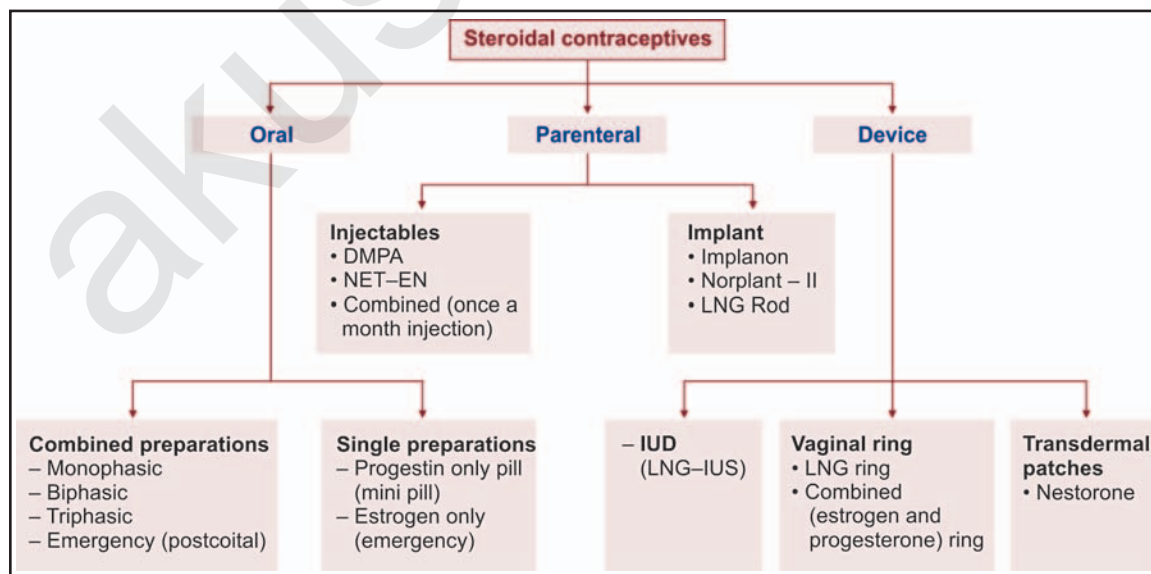 Steroidal contraceptives
Oral
Parenteral
Device
Injectables
• DMPA
• NET–EN
• Combined (once a
month injection)
Implant
• Implanon
• Norplant – II
• LNG Rod
Combined preparations
– Monophasic
– Biphasic
– Triphasic
– Emergency (postcoital)
Single preparations
– Progestin only pill
(mini pill)
– Estrogen only
(emergency)
– IUD
(LNG–IUS)
Vaginal ring
• LNG ring
• Combined
(estrogen and
progesterone) ring
Transdermal
patches
• Nestorone
akus